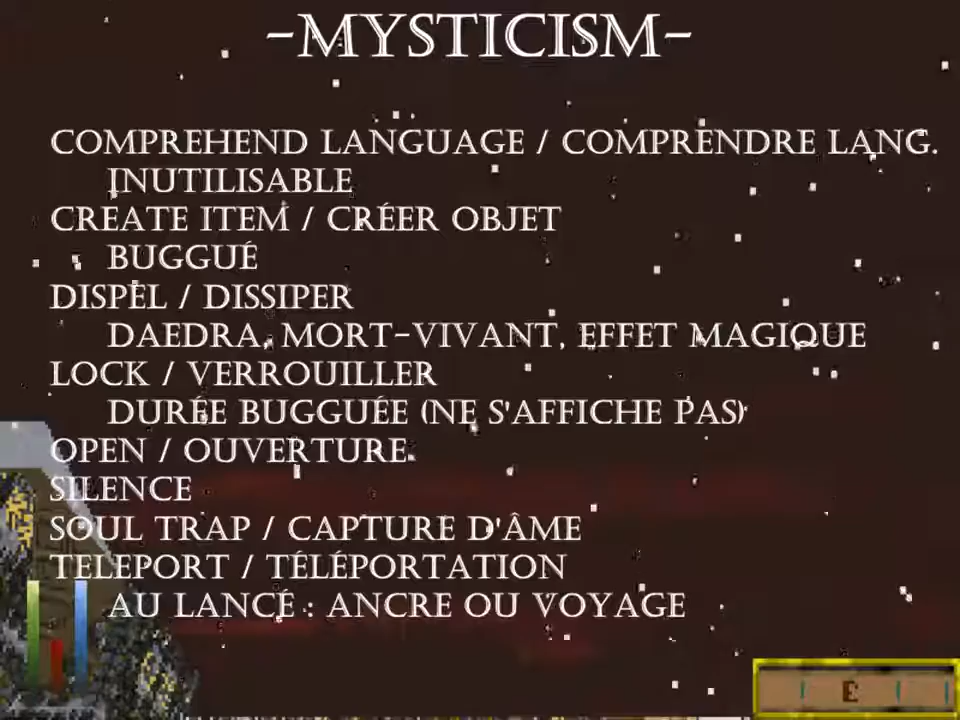 -MYSTICISM-
COMPREHEND LANGUAGE / COMPRENDRE LANG.
INUTILISABLE
CREATE ITEM / CRÉER OBJET
BUGGUÉ
DISPEL / DISSIPER
DAEDRA, MORT-VIVANT, EFFET MAGIQUE
LOCK / VERROUILLER
DURÉE BUGGUÉE (NE S'AFFICHE PAS)
OPEN / OUVERTURE
SILENCE
SOUL TRAP / CAPTURE D'ÂME
TELEPORT / TÉLÉPORTATION
AU LANCÉ : ANCRE OU VOYAGE
E